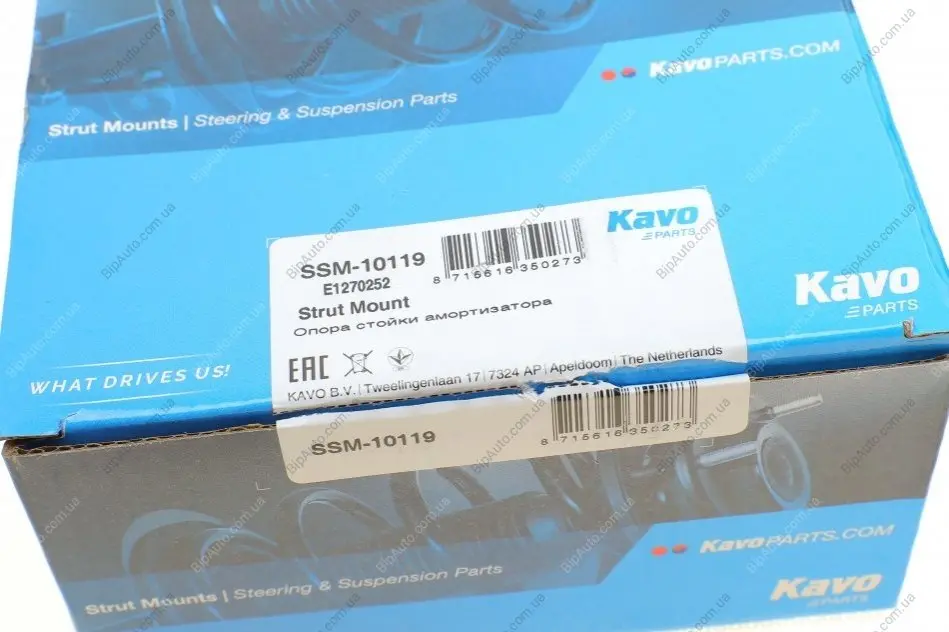 KavoPARTS.COM
Strut Mounts | Steering & Suspension Parts
Kavo
PARTS
SSM-10119
E1270252
8 715616 350273
Strut Mount
Опора стойки амортизатора
Kavo
PARTS
EAC
WHAT DRIVES US!
KAVO B.V. | Tweelingenlaan 17 | 7324 AP | Apeldoorn | The Netherlands
SSM-10119
8 715616 350273
KavoPARTS.COM
Strut Mounts | Steering & Suspension Parts
Kavo
PARTS
BipAuto.com.ua